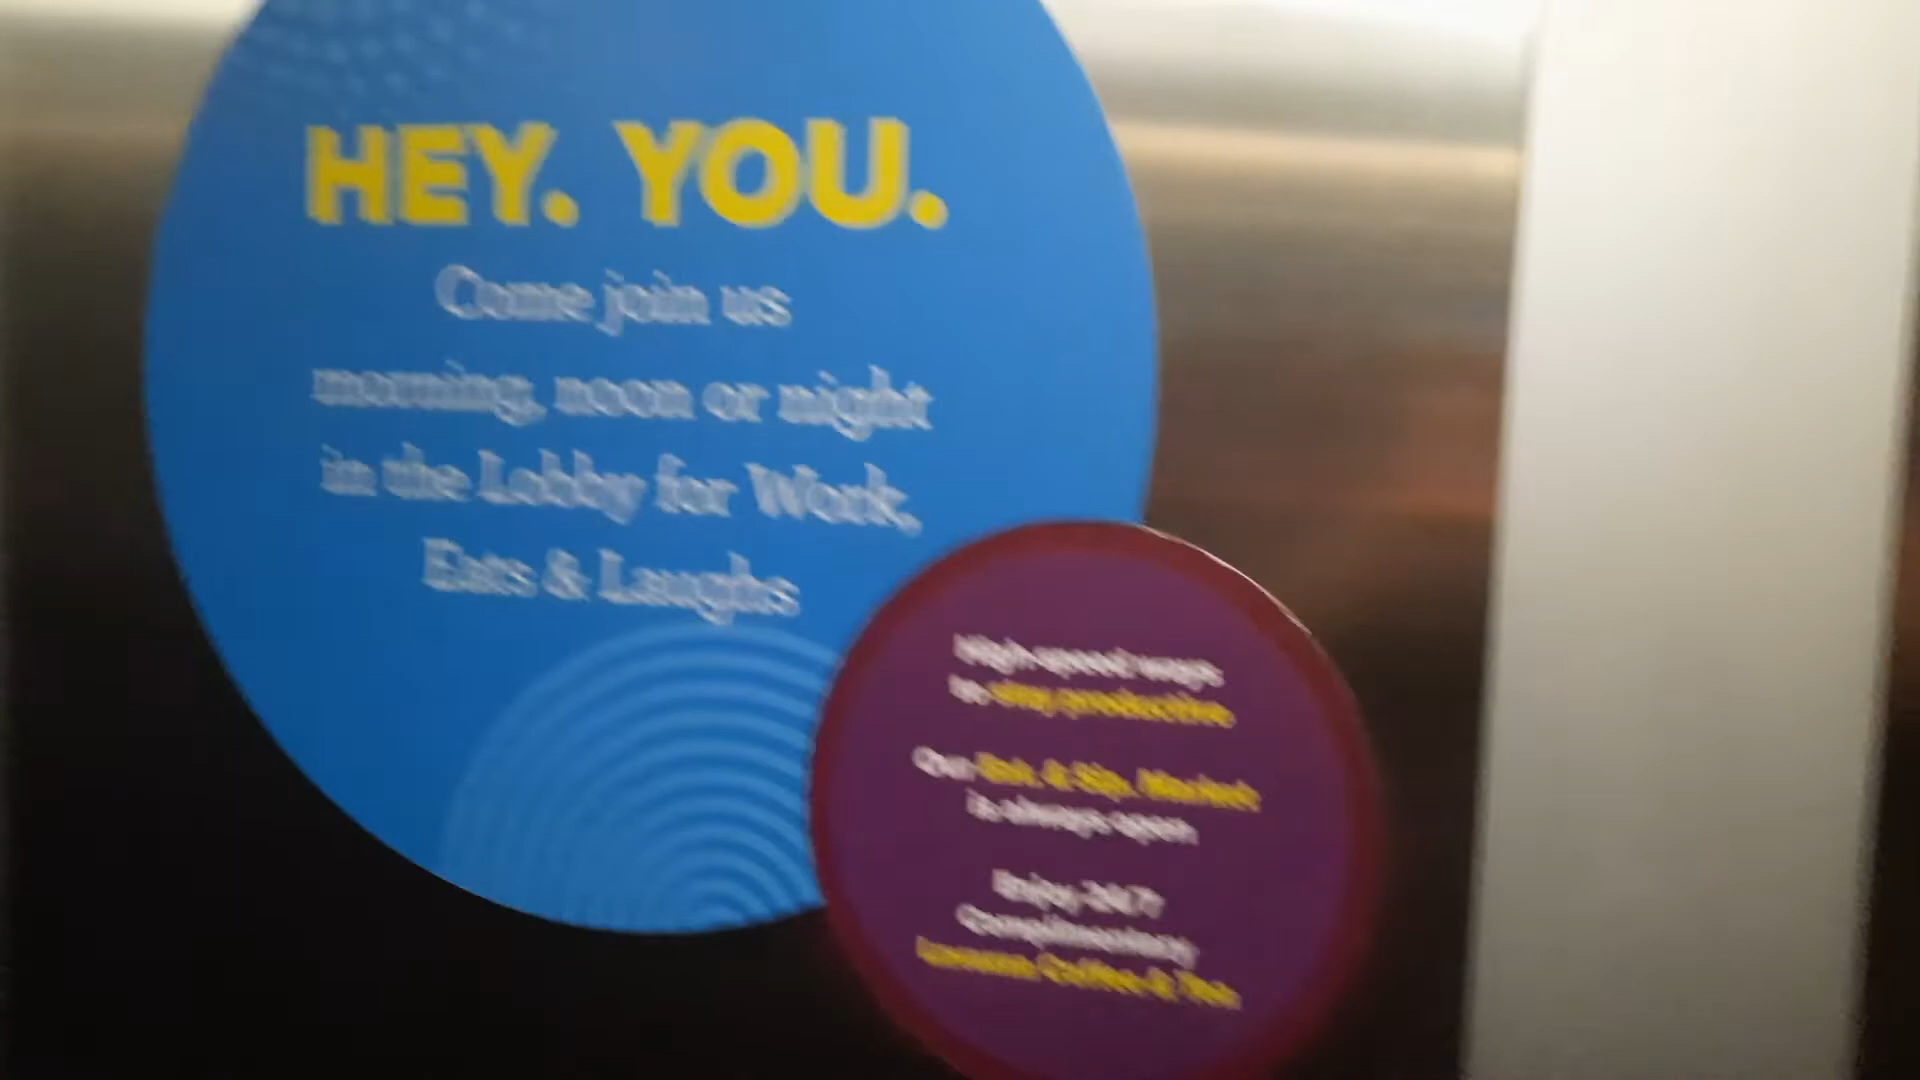 HEY. YOU.
Come join us
morning, noon or night
in the Lobby for Work,
Eats & Laughs
High-speed ways
to stay productive.
Our Eat. & Sip. Market
is always open.
Enjoy 24/7
Complimentary
Coffee & Tea.